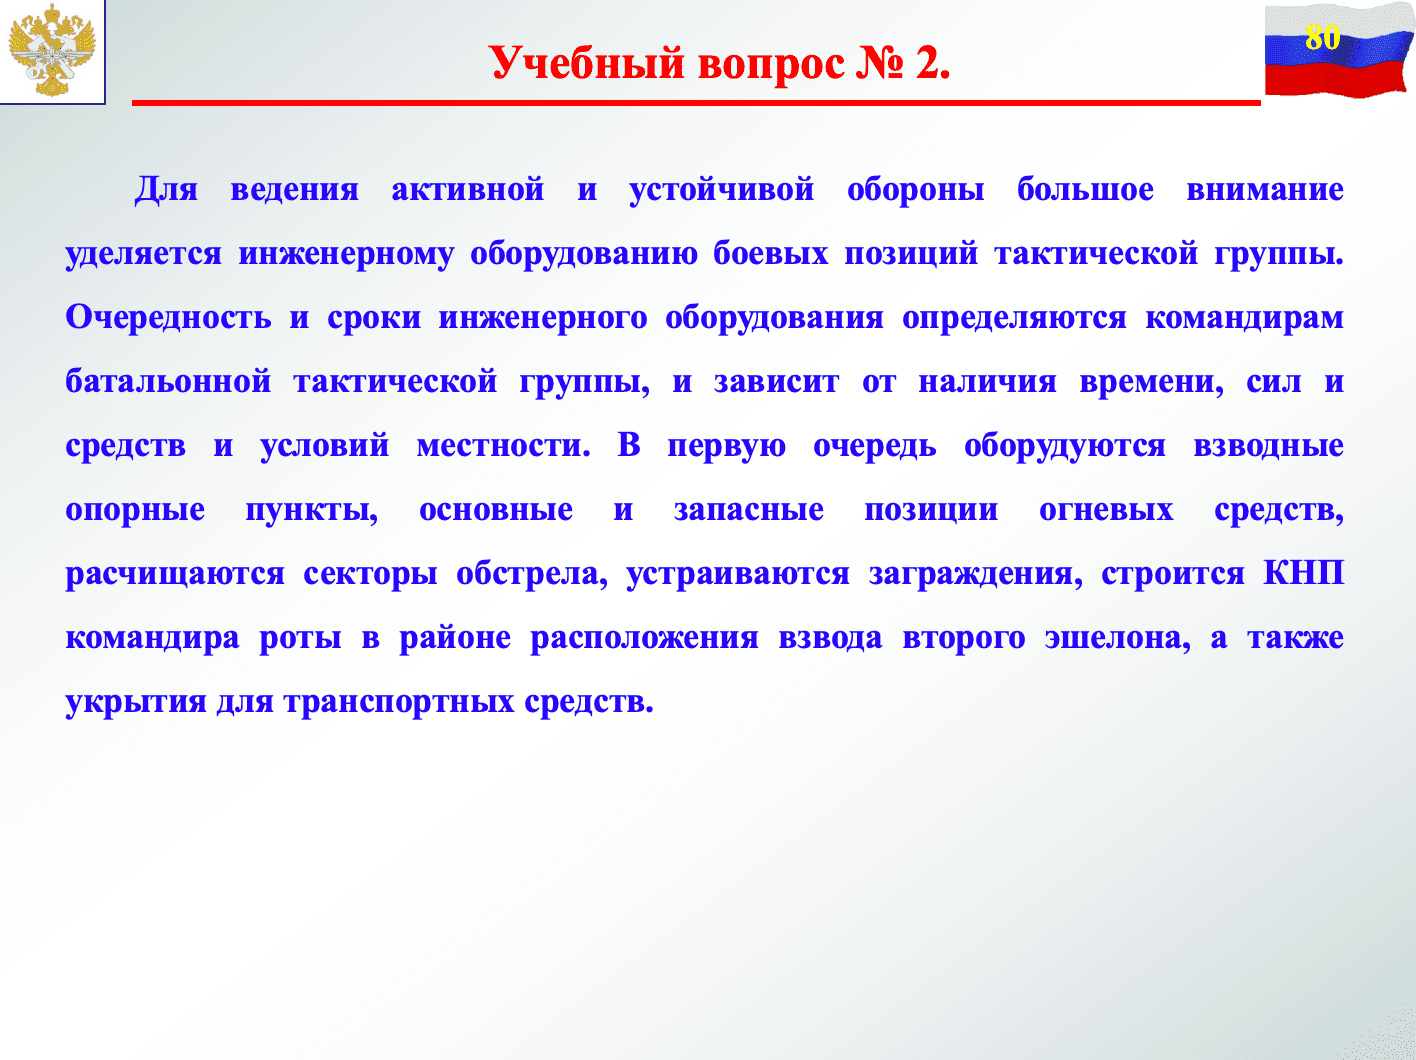 80
Учебный вопрос № 2.
Для ведения активной и устойчивой обороны большое внимание
уделяется инженерному оборудованию боевых позиций тактической группы.
Очередность и сроки инженерного оборудования определяются командирам
батальонной тактической группы, и зависит от наличия времени, сил и
средств и условий местности. В первую очередь оборудуются взводные
опорные пункты, основные и запасные позиции огневых средств,
расчищаются секторы обстрела, устраиваются заграждения, строится КНП
командира роты в районе расположения взвода второго эшелона, а также
укрытия для транспортных средств.